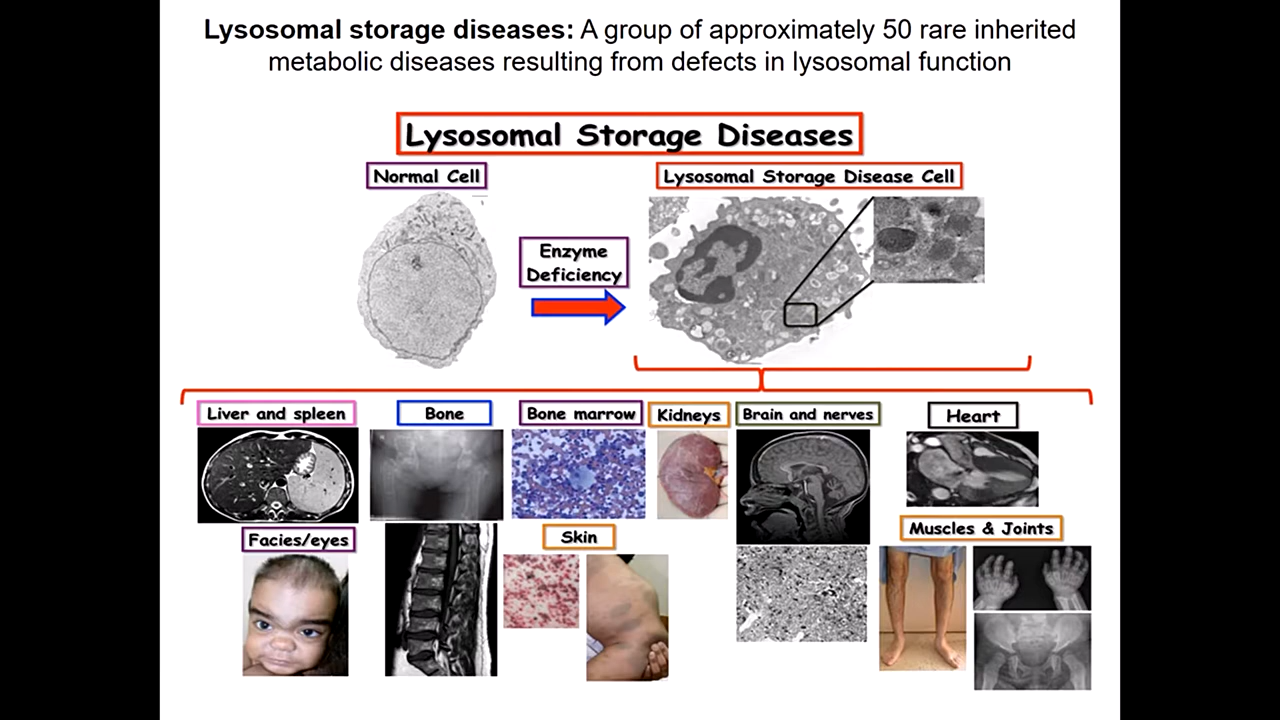 Lysosomal storage diseases: A group of approximately 50 rare inherited
metabolic diseases resulting from defects in lysosomal function
Lysosomal Storage Diseases
Normal Cell
Lysosomal Storage Disease Cell
Enzyme
Deficiency
Liver and spleen
Bone
Bone marrow
Kidneys
Brain and nerves
Heart
Facies/eyes
Skin
Muscles & Joints